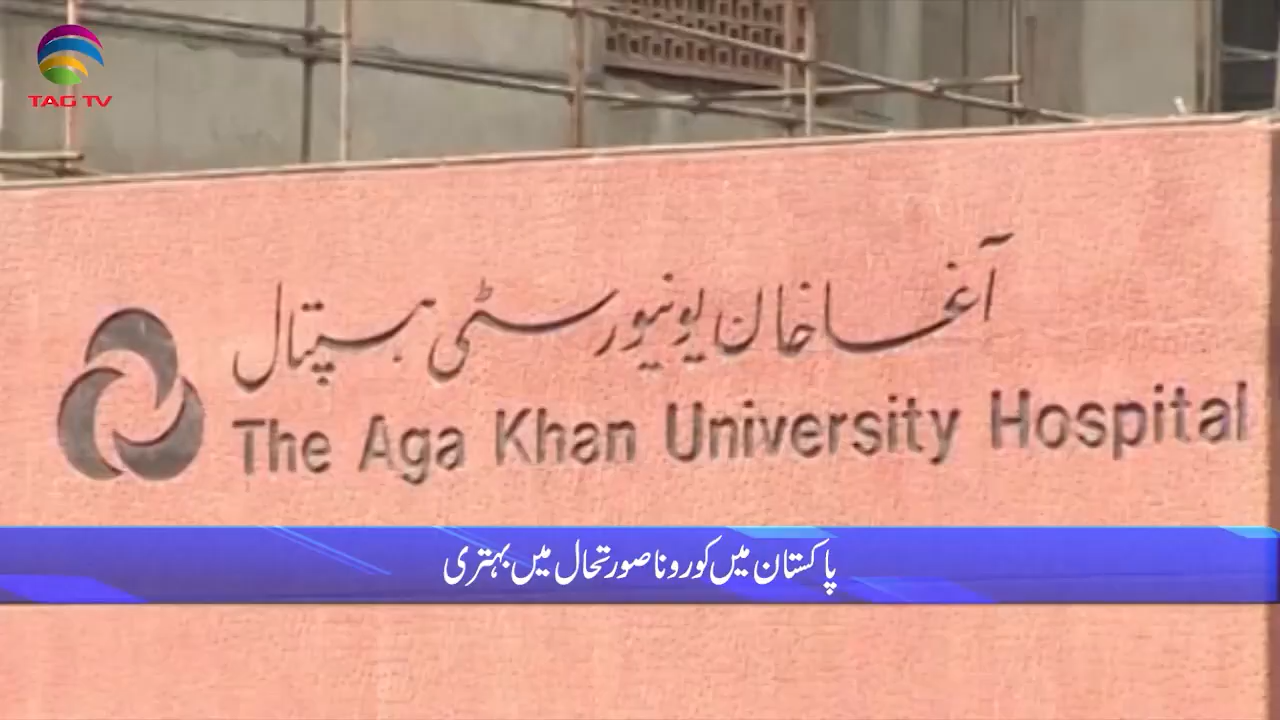 TAG TV
آغا خان یونیورسٹی ہسپتال
The Aga Khan University Hospital
پاکستان میں کورونا صورتحال میں بہتری